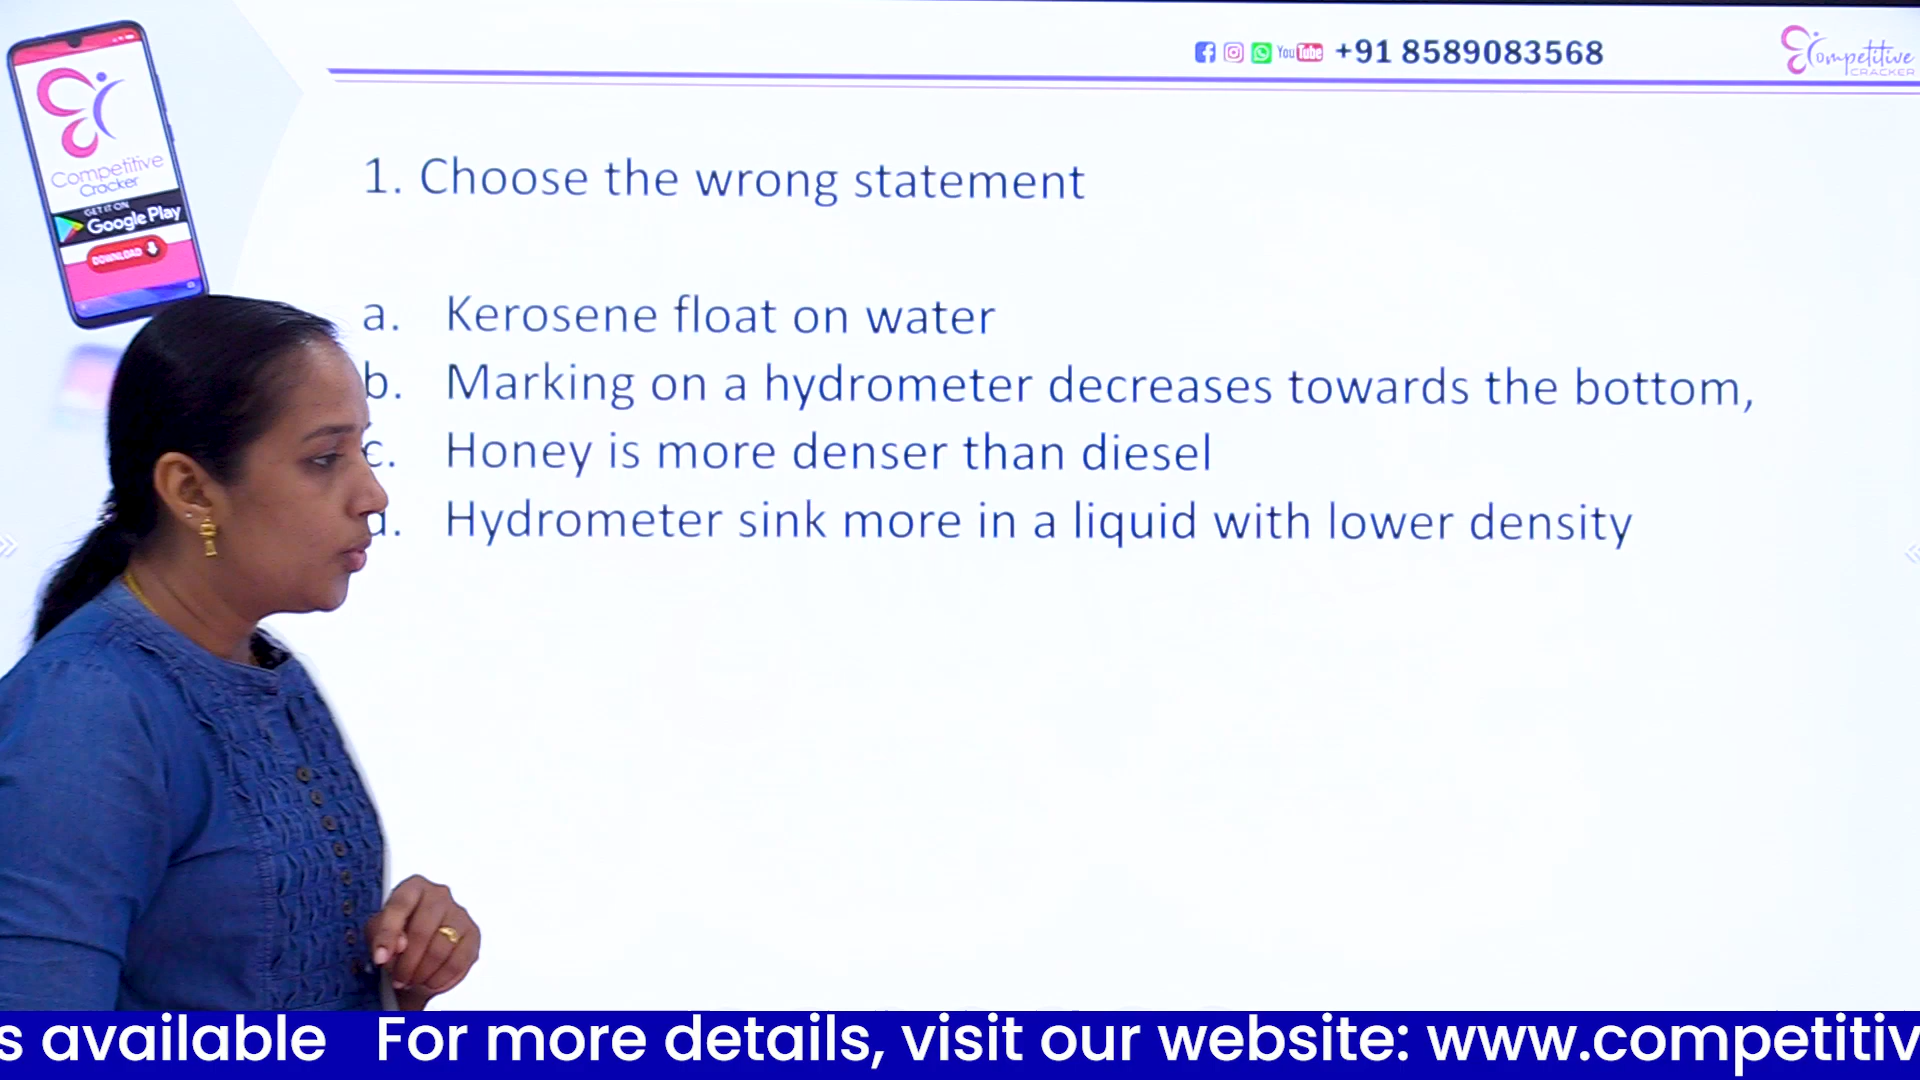 You Tube +91 8589083568
Competitive
CRACKER
Competitive
Cracker
GET IT ON
Google Play
DOWNLOAD
1. Choose the wrong statement
a. Kerosene float on water
b. Marking on a hydrometer decreases towards the bottom,
c. Honey is more denser than diesel
d. Hydrometer sink more in a liquid with lower density
s available For more details, visit our website: www.competitiv